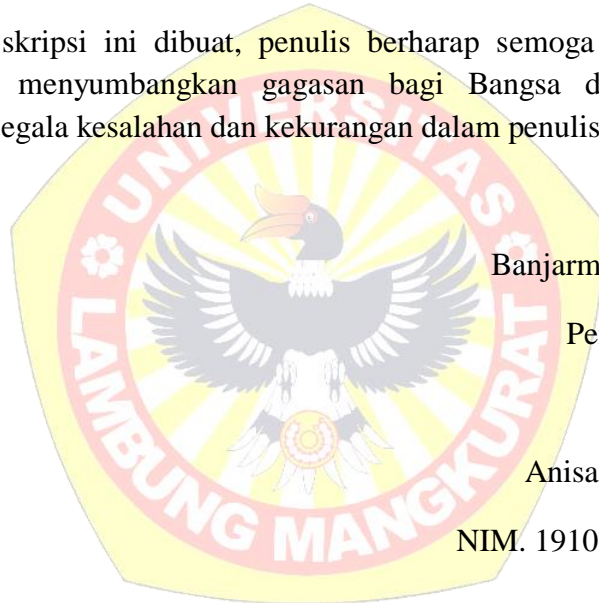 skripsi ini dibuat, penulis berharap semoga
menyumbangkan gagasan bagi Bangsa d
egala kesalahan dan kekurangan dalam penulis
UNIVERSITAS
LAMBUNG MANGKURAT
Banjarm
Pe
Anisa
NIM. 1910